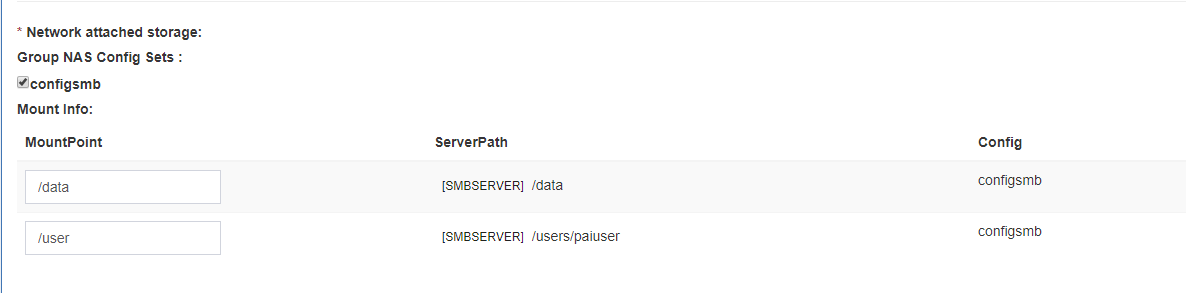 * Network attached storage:
Group NAS Config Sets :
configsmb
Mount Info:
MountPoint ServerPath Config
/data [SMBSERVER] /data configsmb
/user [SMBSERVER] /users/paiuser configsmb